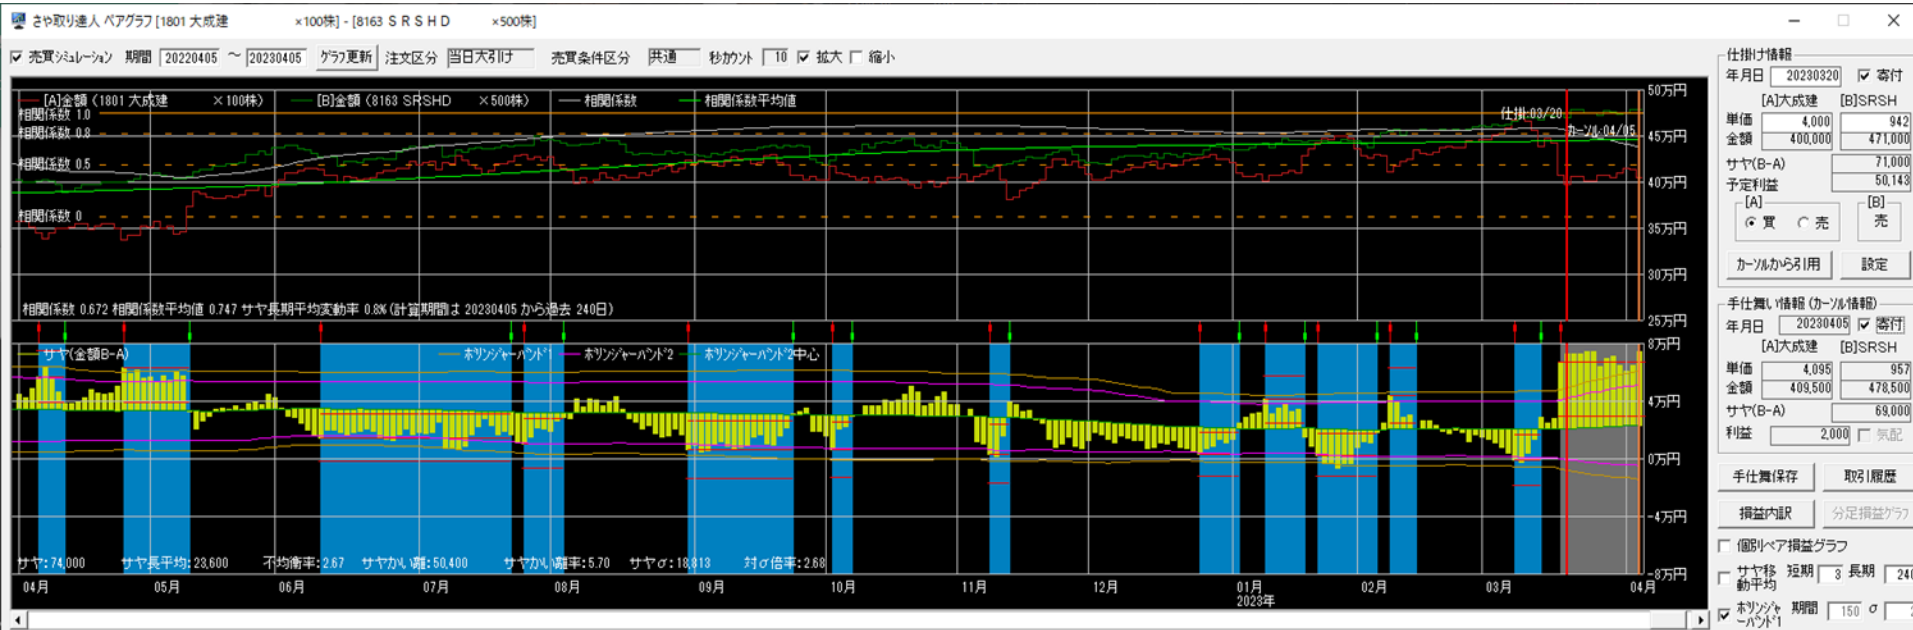 さや取り達人 ペアグラフ [1801 大成建 ×100株] - [8163 ＳＲＳＨＤ ×500株]
売買シュミレーション 期間 20220405 ～ 20230405 グラフ更新 注文区分 当日大引け 売買条件区分 共通 秒カウント 10 拡大 縮小
[A]金額 (1801 大成建 ×100株) [B]金額 (8163 SRSHD ×500株) 相関係数 相関係数平均値
相関係数 1.0
相関係数 0.8
相関係数 0.5
相関係数 0
仕掛:03/20
カーソル:04/05
50万円
45万円
40万円
35万円
30万円
25万円
相関係数 0.672 相関係数平均値 0.747 サヤ長期平均変動率 0.8% (計算期間は 20230405 から過去 240日)
サヤ(金額B-A) ボリンジャーバンド1 ボリンジャーバンド2 ボリンジャーバンド2中心
8万円
4万円
0万円
-4万円
-8万円
サヤ:74,000 サヤ長平均:23,600 不均衡率:2.67 サヤかい離:50,400 サヤかい離率:5.70 サヤσ:18,813 対σ倍率:2.68
04月 05月 06月 07月 08月 09月 10月 11月 12月 01月 02月 03月 04月
2023年
仕掛け情報
年月日 20230320 寄付
[A]大成建 [B]SRSH
単価 4,000 942
金額 400,000 471,000
サヤ(B-A) 71,000
予定利益 50,143
[A] [B]
買 売 売
カーソルから引用 設定
手仕舞い情報 (カーソル情報)
年月日 20230405 寄付
[A]大成建 [B]SRSH
単価 4,095 957
金額 409,500 478,500
サヤ(B-A) 69,000
利益 2,000 気配
手仕舞保存 取引履歴
損益内訳 分足損益グラフ
個別ペア損益グラフ
サヤ移動平均 短期 3 長期 240
ボリンジャーバンド1 期間 150 σ